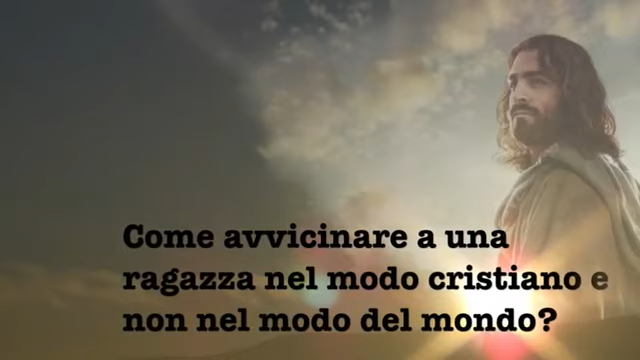 Come avvicinare a una
ragazza nel modo cristiano e
non nel modo del mondo?